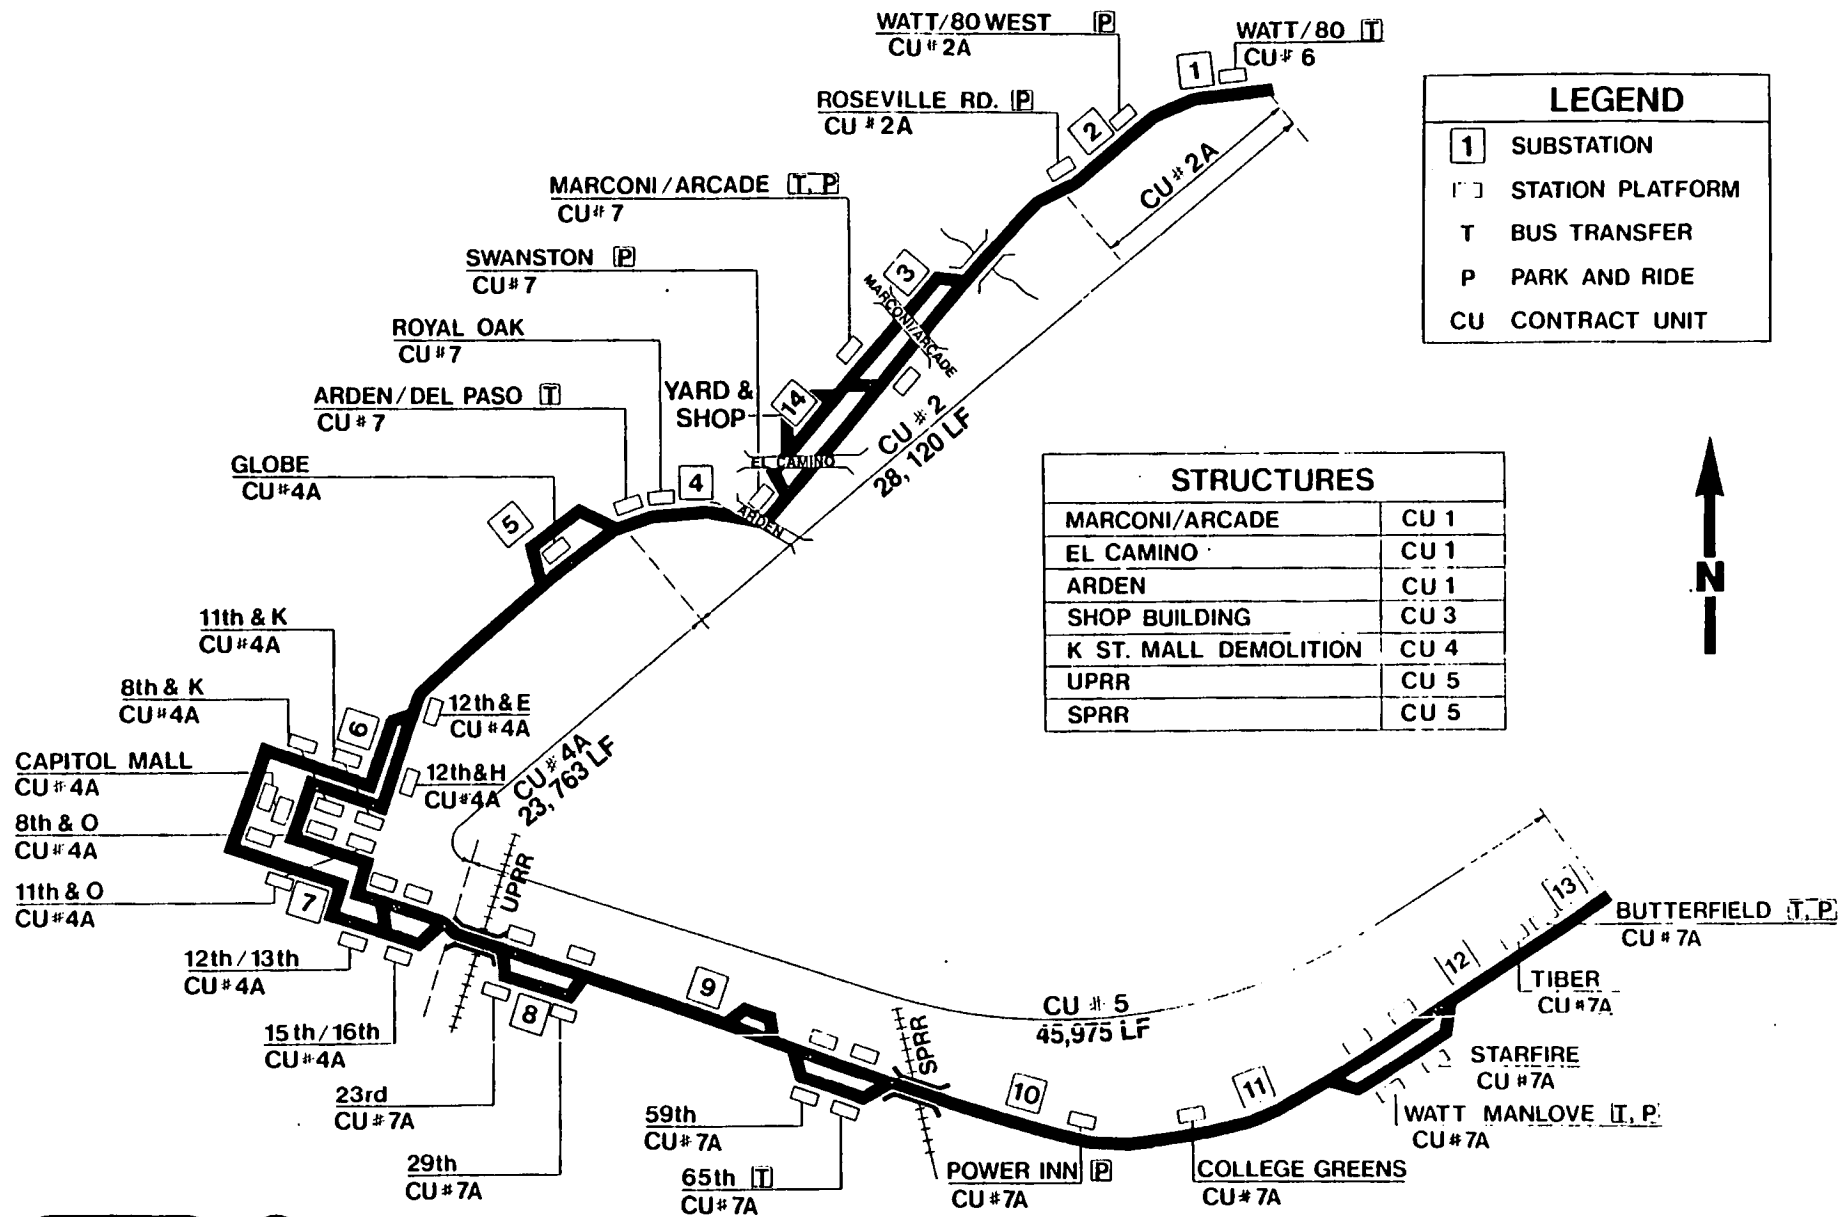 WATT/80 WEST P
CU # 2A
WATT/80 T
CU# 6
1
ROSEVILLE RD. P
CU # 2A
2
CU# 2A
MARCONI/ARCADE T, P
CU# 7
SWANSTON P
CU# 7
3
MARCONI/ARCADE
ROYAL OAK
CU #7
YARD &
SHOP
14
ARDEN/DEL PASO T
CU # 7
CU # 2
28,120 LF
EL CAMINO
GLOBE
CU #4A
4
ARDEN
5
LEGEND
1 SUBSTATION
STATION PLATFORM
T BUS TRANSFER
P PARK AND RIDE
CU CONTRACT UNIT
STRUCTURES
MARCONI/ARCADE CU 1
EL CAMINO CU 1
ARDEN CU 1
SHOP BUILDING CU 3
K ST. MALL DEMOLITION CU 4
UPRR CU 5
SPRR CU 5
N
11th & K
CU #4A
8th & K
CU #4A
6
12th & E
CU #4A
CAPITOL MALL
CU # 4A
12th & H
CU #4A
CU # 4A
23,763 LF
8th & O
CU # 4A
11th & O
CU #4A
7
UPRR
12th / 13th
CU # 4A
15th/16th
CU #4A
8
23rd
CU # 7A
29th
CU # 7A
9
59th
CU # 7A
65th T
CU # 7A
SPRR
CU # 5
45,975 LF
10
POWER INN P
CU # 7A
11
COLLEGE GREENS
CU # 7A
12
13
BUTTERFIELD T, P
CU # 7A
TIBER
CU #7A
STARFIRE
CU #7A
WATT MANLOVE T, P
CU # 7A